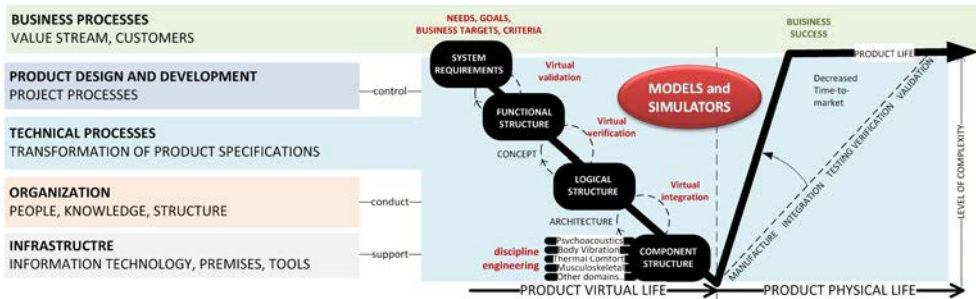 BUSINESS PROCESSES
VALUE STREAM, CUSTOMERS
PRODUCT DESIGN AND DEVELOPMENT
PROJECT PROCESSES
TECHNICAL PROCESSES
TRANSFORMATION OF PRODUCT SPECIFICATIONS
ORGANIZATION
PEOPLE, KNOWLEDGE, STRUCTURE
INFRASTRUCTRE
INFORMATION TECHNOLOGY, PREMISES, TOOLS
control
conduct
support
NEEDS, GOALS,
BUSINESS TARGETS, CRITERIA
SYSTEM
REQUIREMENTS
Virtual
validation
FUNCTIONAL
STRUCTURE
Virtual
verification
CONCEPT
LOGICAL
STRUCTURE
Virtual
integration
ARCHITECTURE
discipline
engineering
Psychoacoustics
Body Vibration
Thermal Comfort
Musculoskeletal
Other domains..
COMPONENT
STRUCTURE
MODELS and
SIMULATORS
BUISINESS
SUCCESS
PRODUCT LIFE
Decreased
Time-to-
market
MANUFACTURE INTEGRATION TESTING VERIFICATION VALIDATION
LEVEL OF COMPLEXITY
PRODUCT VIRTUAL LIFE
PRODUCT PHYSICAL LIFE